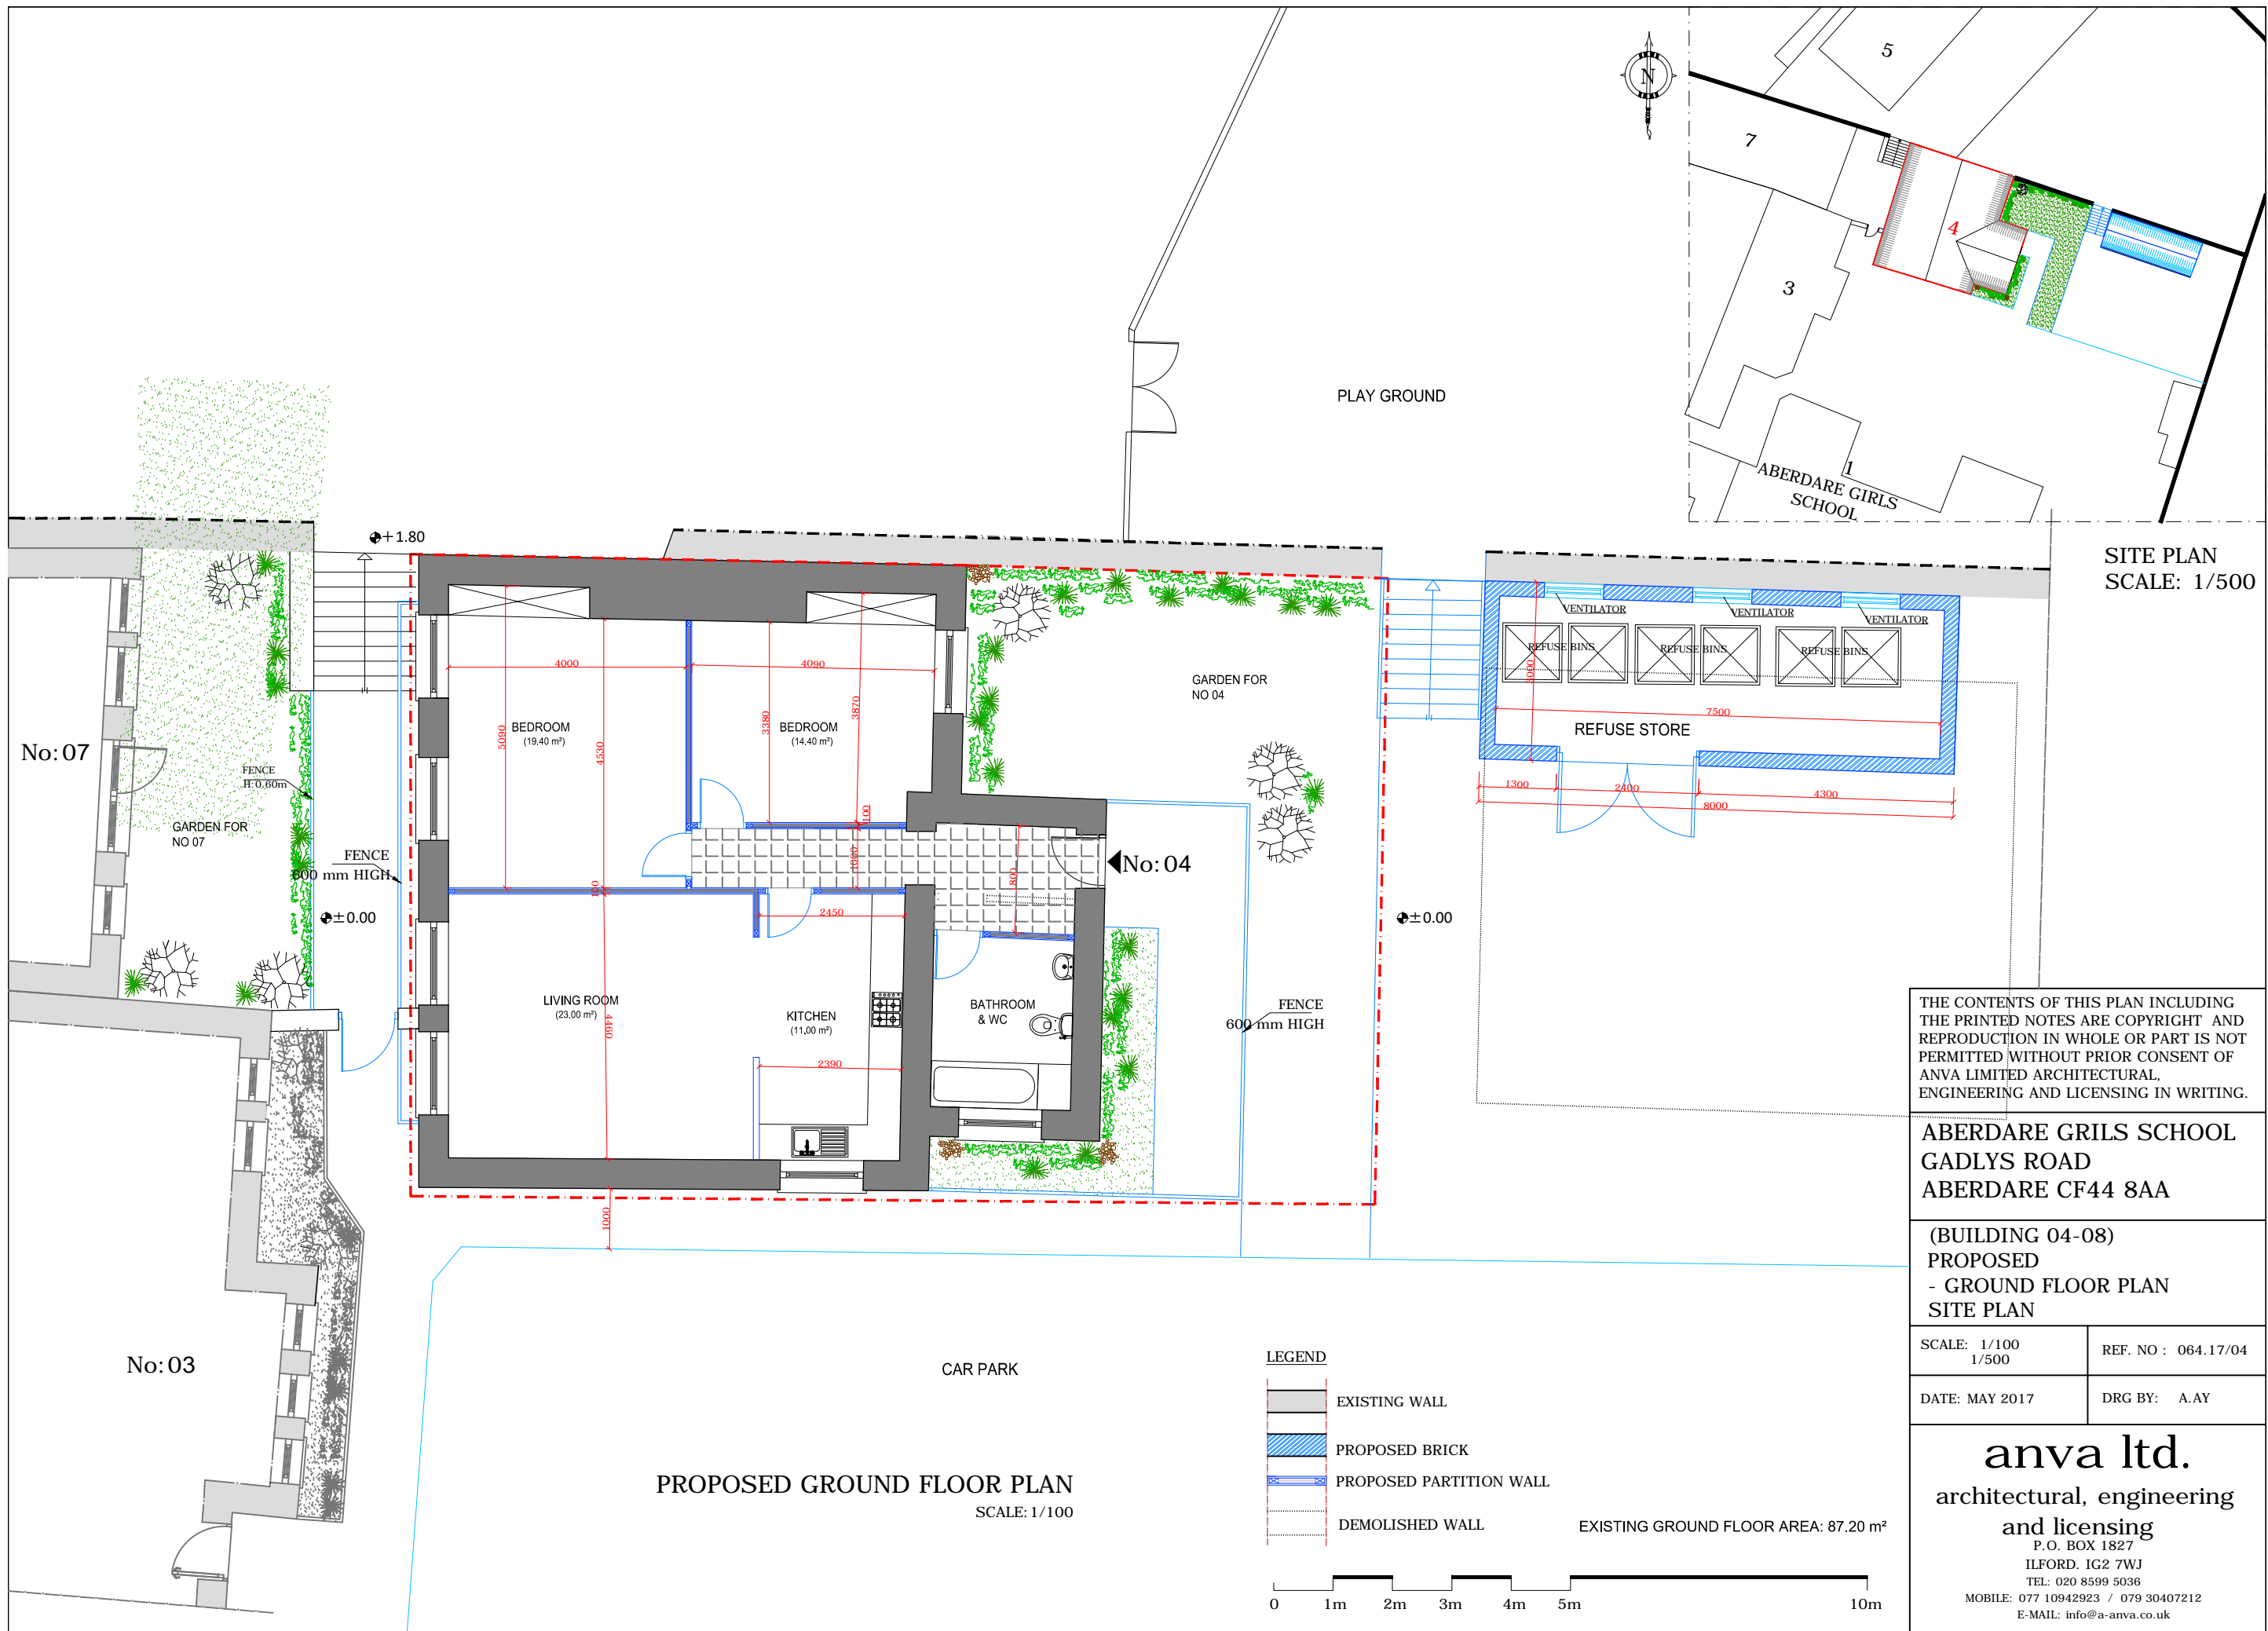 N
5
7
4
3
1
ABERDARE GIRLS
SCHOOL
SITE PLAN
SCALE: 1/500
PLAY GROUND
+1.80
No:07
GARDEN FOR
NO 07
FENCE
H:0.60m
FENCE
600 mm HIGH
±0.00
4000
4090
5090
4530
3380
3870
BEDROOM
(19.40 m²)
BEDROOM
(14.40 m²)
100
1000
100
1800
2450
LIVING ROOM
(23.00 m²)
4460
KITCHEN
(11.00 m²)
2390
BATHROOM
& WC
No:04
GARDEN FOR
NO 04
±0.00
FENCE
600 mm HIGH
1000
VENTILATOR
VENTILATOR
VENTILATOR
REFUSE BINS
REFUSE BINS
REFUSE BINS
3000
7500
REFUSE STORE
1300
2400
4300
8000
No:03
CAR PARK
PROPOSED GROUND FLOOR PLAN
SCALE:1/100
LEGEND
EXISTING WALL
PROPOSED BRICK
PROPOSED PARTITION WALL
DEMOLISHED WALL
EXISTING GROUND FLOOR AREA: 87.20 m²
0 1m 2m 3m 4m 5m 10m
THE CONTENTS OF THIS PLAN INCLUDING
THE PRINTED NOTES ARE COPYRIGHT AND
REPRODUCTION IN WHOLE OR PART IS NOT
PERMITTED WITHOUT PRIOR CONSENT OF
ANVA LIMITED ARCHITECTURAL,
ENGINEERING AND LICENSING IN WRITING.
ABERDARE GRILS SCHOOL
GADLYS ROAD
ABERDARE CF44 8AA
(BUILDING 04-08)
PROPOSED
- GROUND FLOOR PLAN
SITE PLAN
SCALE: 1/100
1/500
REF. NO : 064.17/04
DATE: MAY 2017
DRG BY: A.AY
anva ltd.
architectural, engineering
and licensing
P.O. BOX 1827
ILFORD. IG2 7WJ
TEL: 020 8599 5036
MOBILE: 077 10942923 / 079 30407212
E-MAIL: info@a-anva.co.uk